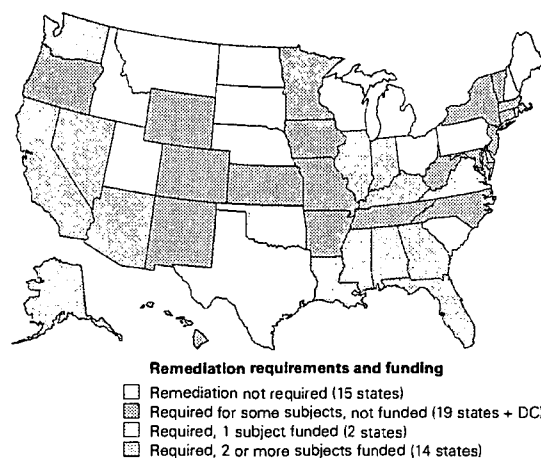 Remediation requirements and funding
Remediation not required (15 states)
Required for some subjects, not funded (19 states + DC)
Required, 1 subject funded (2 states)
Required, 2 or more subjects funded (14 states)